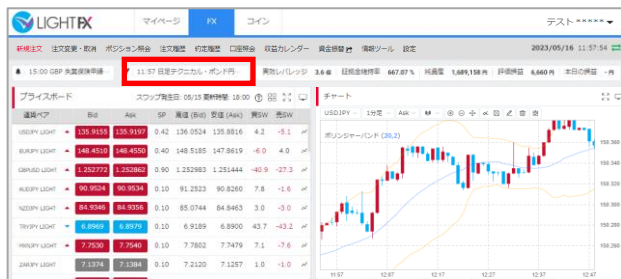 LIGHT FX
マイページ FX コイン テスト*****
新規注文 注文変更・取消 ポジション照会 注文履歴 約定履歴 口座照会 収益カレンダー 資金振替 情報ツール 設定 2023/05/16 11:57:54
15:00 GBP 失業保険申請… 11:57 日足テクニカル・ポンド円… 実効レバレッジ 3.6 倍 証拠金維持率 667.07 % 純資産 1,689,158 円 評価損益 6,660 円 本日の損益 - 円
プライスボード スワップ発生日: 05/15 更新時間: 18:00
チャート
通貨ペア Bid Ask SP 高値 (Bid) 安値 (Ask) 買SW 売SW
USDJPY 1分足 Ask
USDJPY LIGHT 135.9155 135.9197 0.42 136.0524 135.8816 4.2 -5.1
ボリンジャーバンド (20,2)
EURJPY LIGHT 148.4510 148.4550 0.40 148.5185 147.8619 -6.0 4.0
GBPUSD LIGHT 1.252772 1.252862 0.90 1.252983 1.251444 -40.9 -27.3
AUDJPY LIGHT 90.9524 90.9534 0.10 91.2523 90.8260 7.8 -1.6
NZDJPY LIGHT 84.9346 84.9356 0.10 85.0744 84.8463 3.0 -3.0
TRYJPY LIGHT 6.8969 6.8979 0.10 6.9189 6.8900 43.7 -43.2
MXNJPY LIGHT 7.7530 7.7540 0.10 7.7802 7.7479 7.1 -7.6
ZARJPY LIGHT 7.1374 7.1384 0.10 7.2120 7.1257 1.0 -1.0
11:57 12:07 12:17 12:27 12:37 12:47